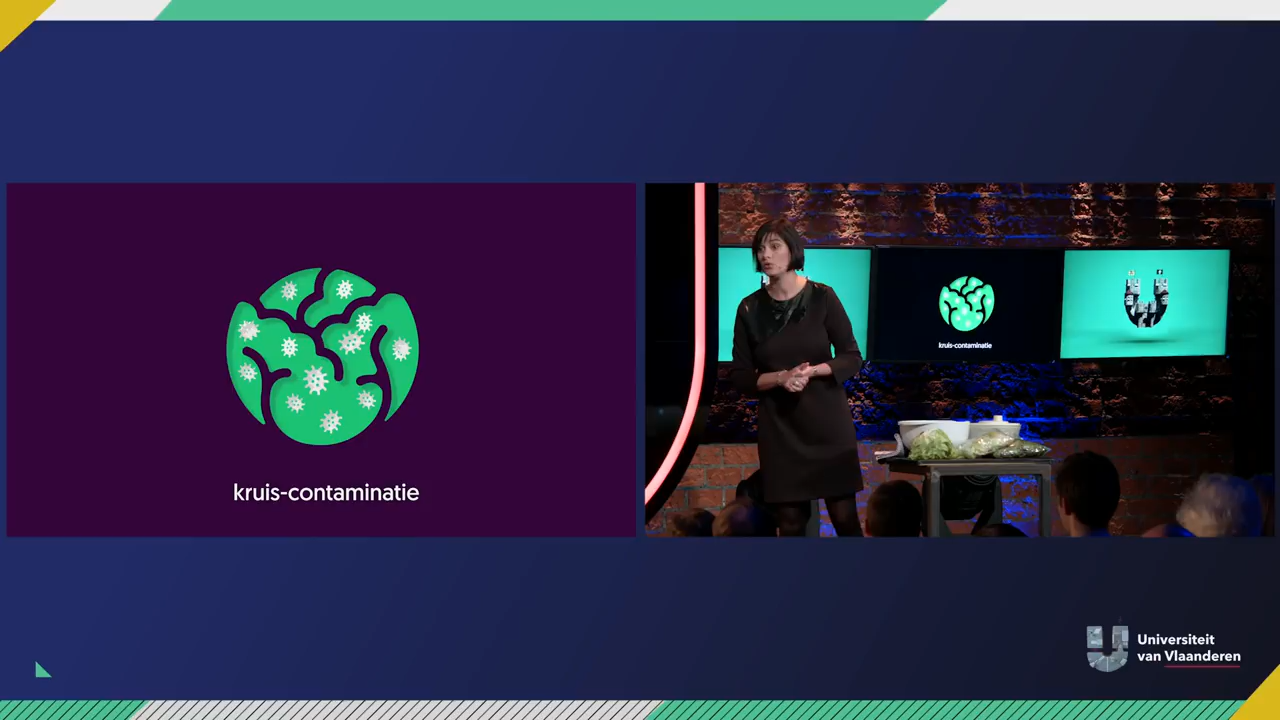 kruis-contaminatie
kruis-contaminatie
Universiteit
van Vlaanderen